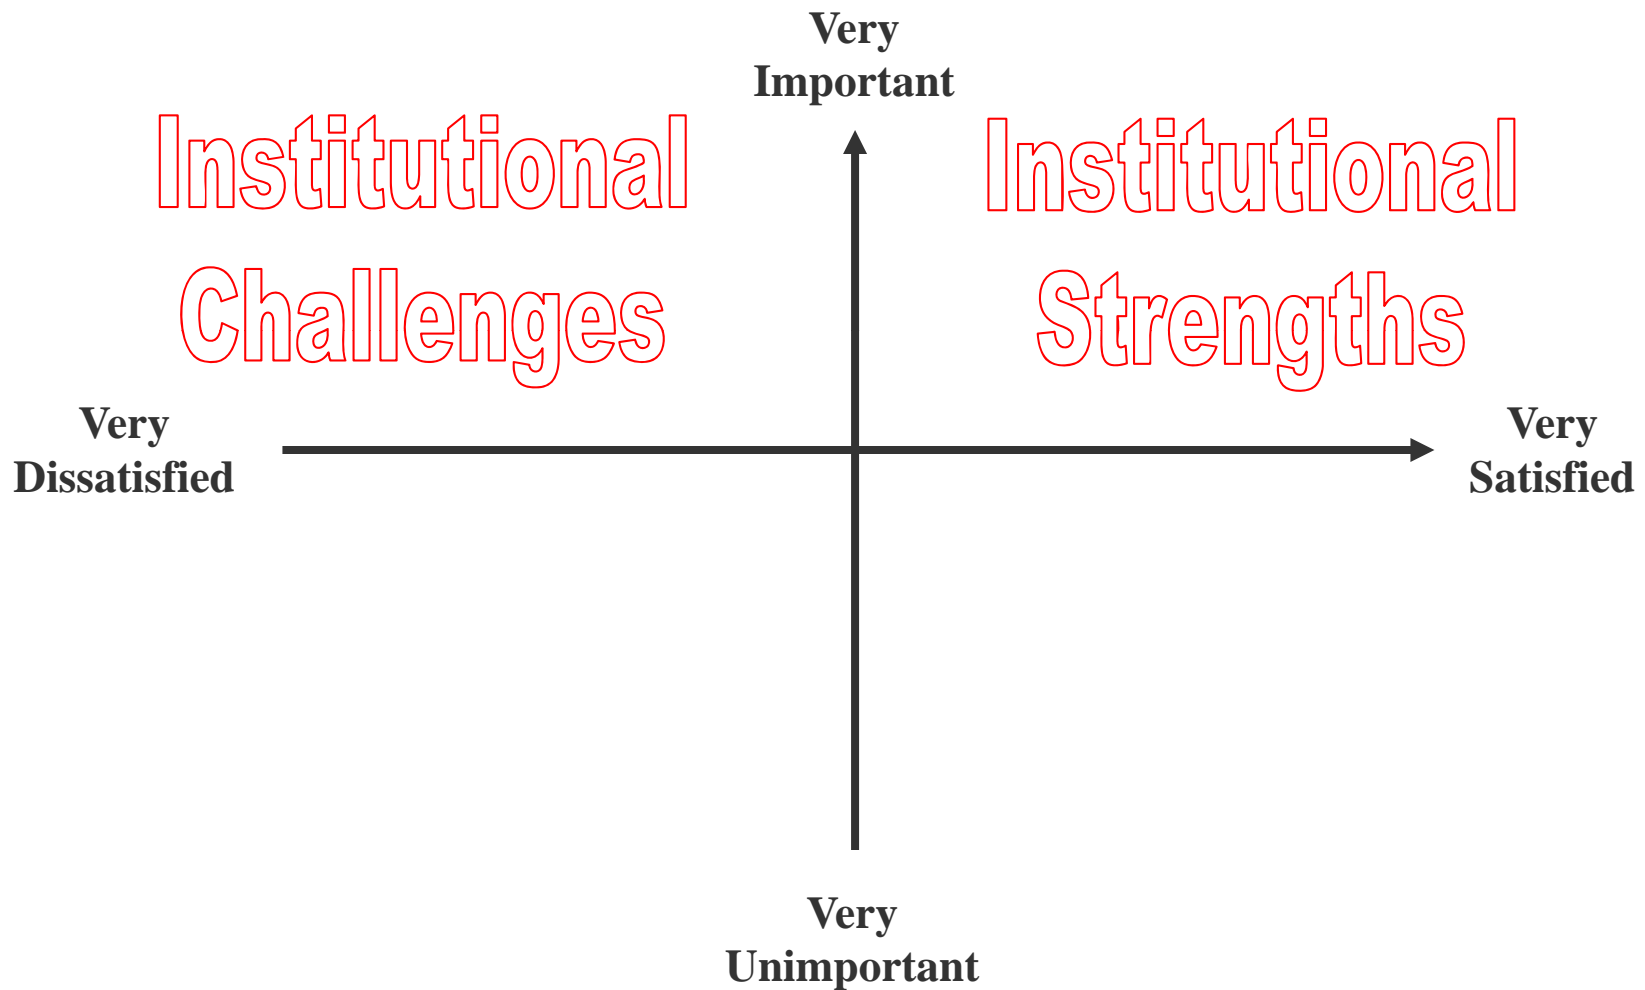 Very
Important
Institutional
Challenges
Institutional
Strengths
Very
Dissatisfied
Very
Satisfied
Very
Unimportant